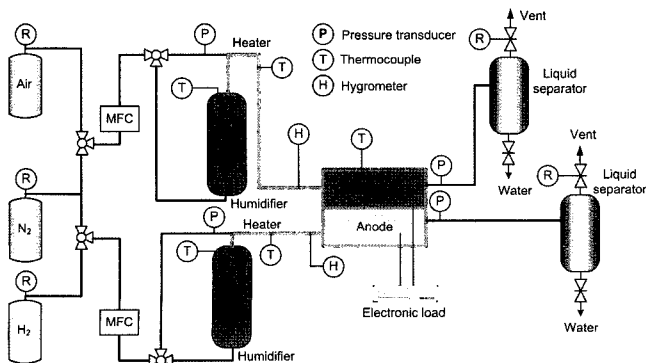 R
Air
R
N₂
R
H₂
MFC
MFC
P
Heater
T
T
Humidifier
H
P Pressure transducer
T Thermocouple
H Hygrometer
T
P
P
Anode
Electronic load
P
Heater
T
T
H
Humidifier
Vent
R
Liquid
separator
Water
Vent
R
Liquid
separator
Water